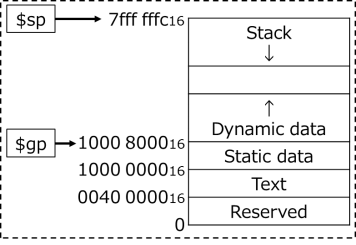 $sp 7fff fffc16
Stack
↓
↑
Dynamic data
$gp 1000 800016
Static data
1000 000016
Text
0040 000016
Reserved
0